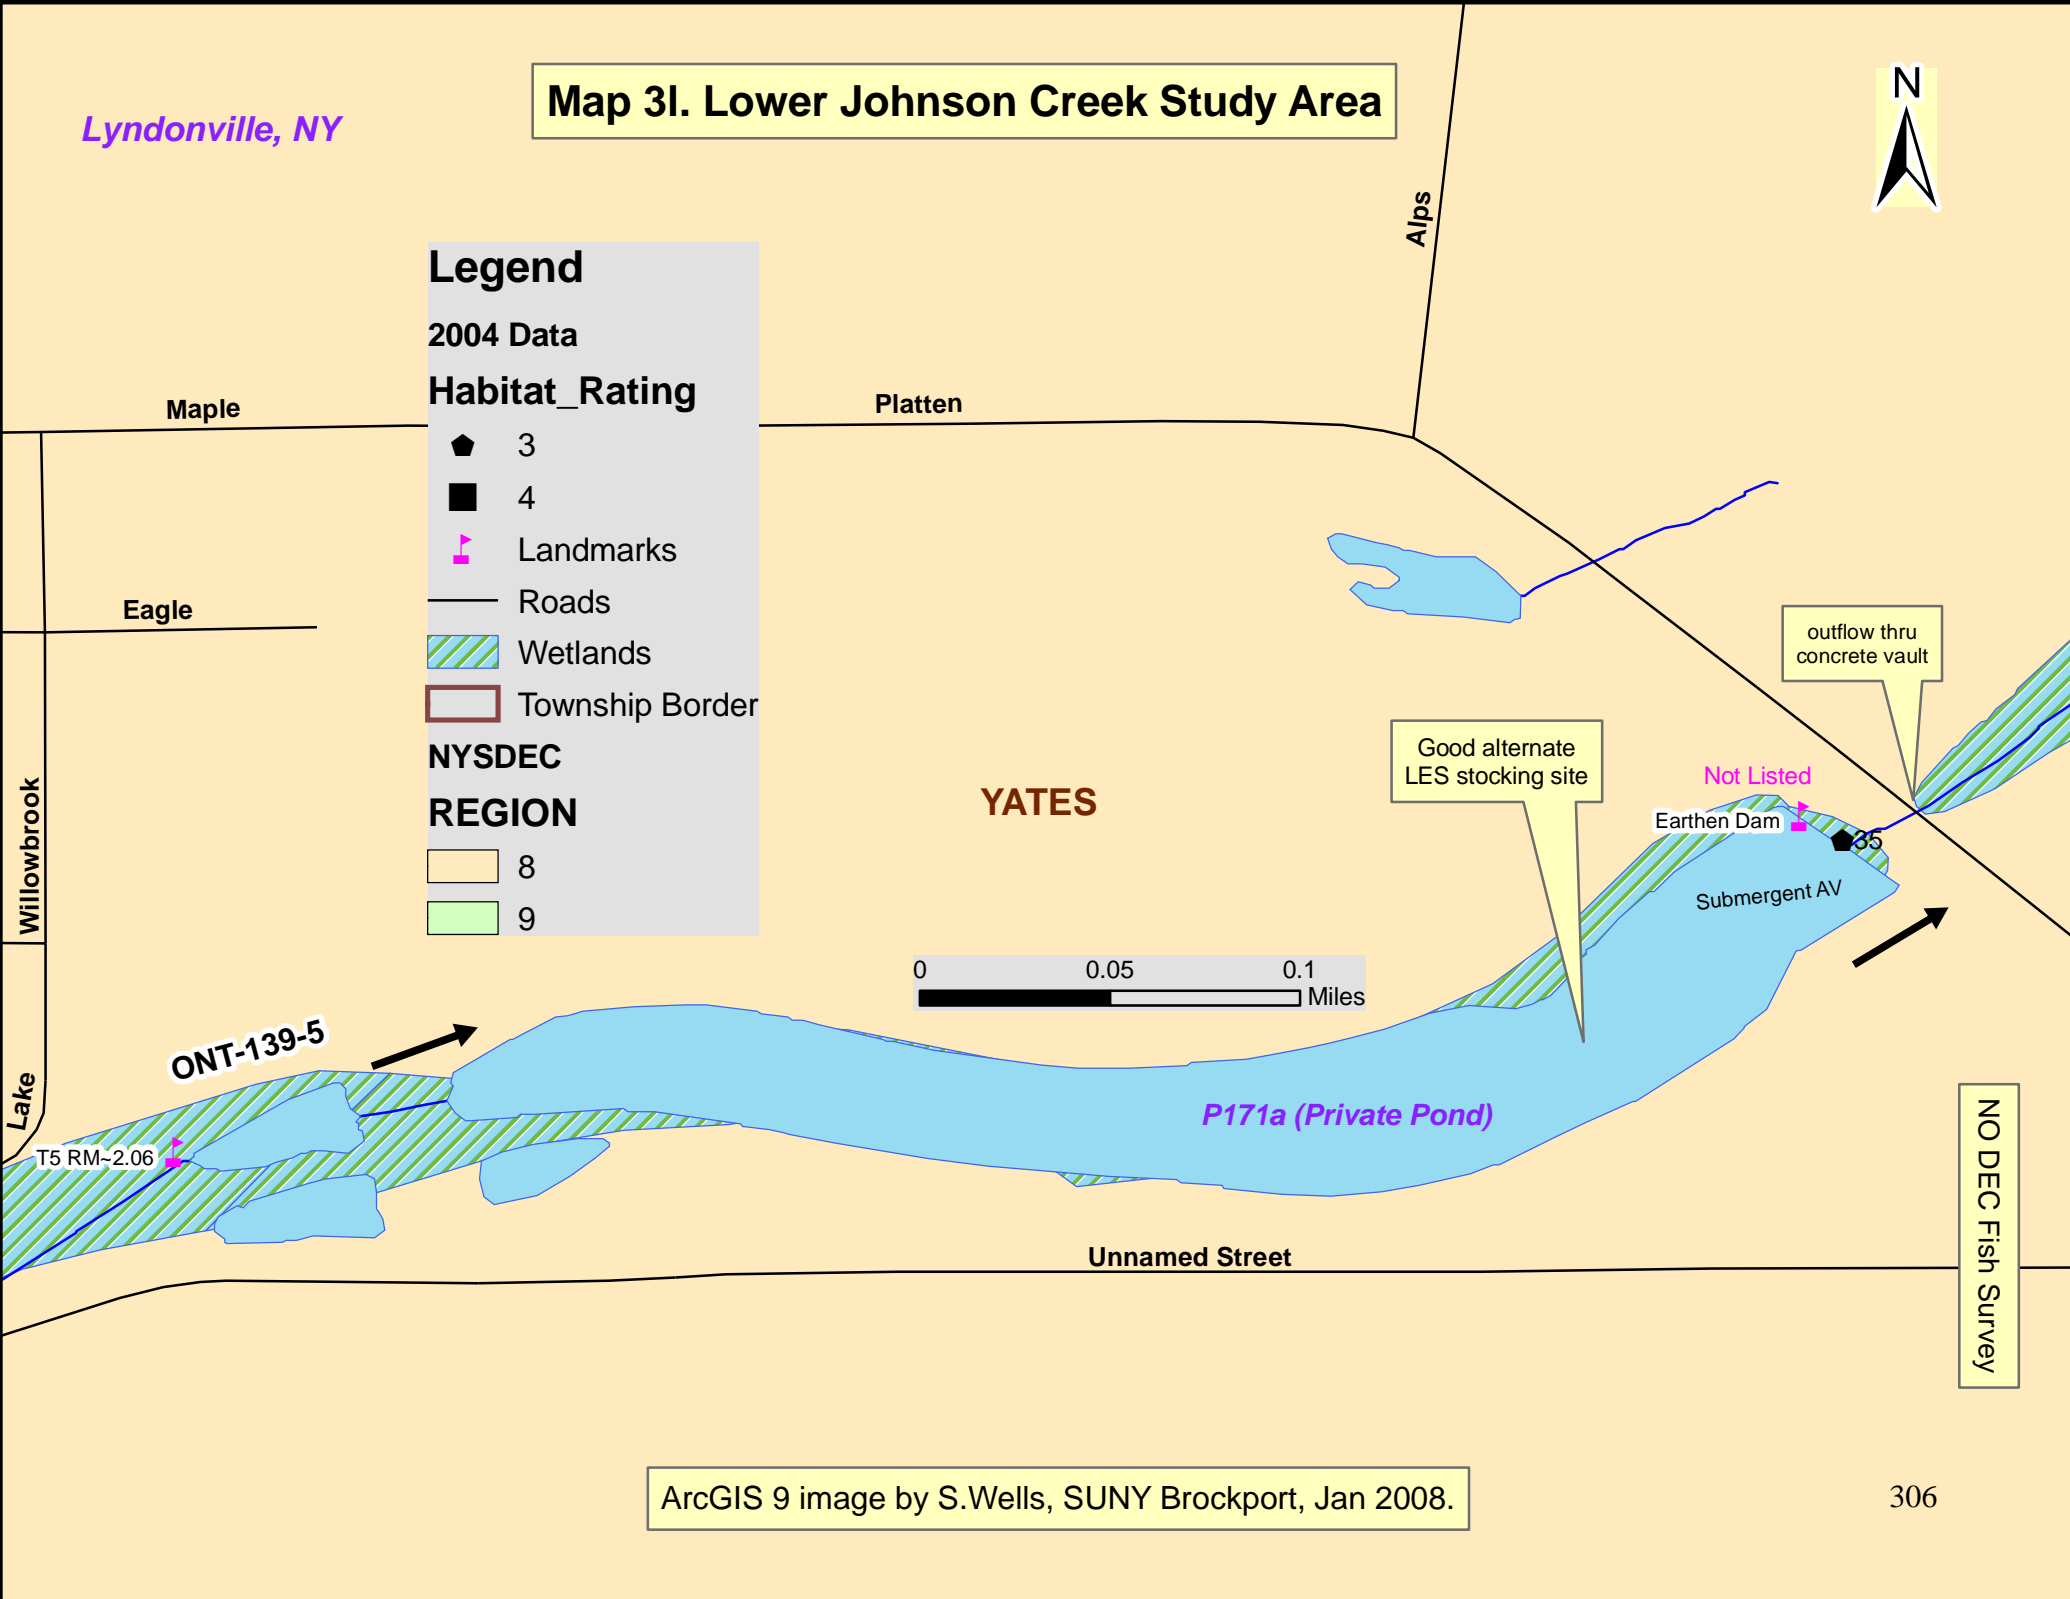 Map 3l. Lower Johnson Creek Study Area
Lyndonville, NY
N
Alps
Legend
2004 Data
Habitat_Rating
3
4
Landmarks
Roads
Wetlands
Township Border
NYSDEC
REGION
8
9
Maple
Platten
Eagle
Willowbrook
Lake
outflow thru
concrete vault
Good alternate
LES stocking site
Not Listed
Earthen Dam
35
Submergent AV
YATES
0
0.05
0.1
Miles
ONT-139-5
T5 RM~2.06
P171a (Private Pond)
Unnamed Street
NO DEC Fish Survey
ArcGIS 9 image by S.Wells, SUNY Brockport, Jan 2008.
306